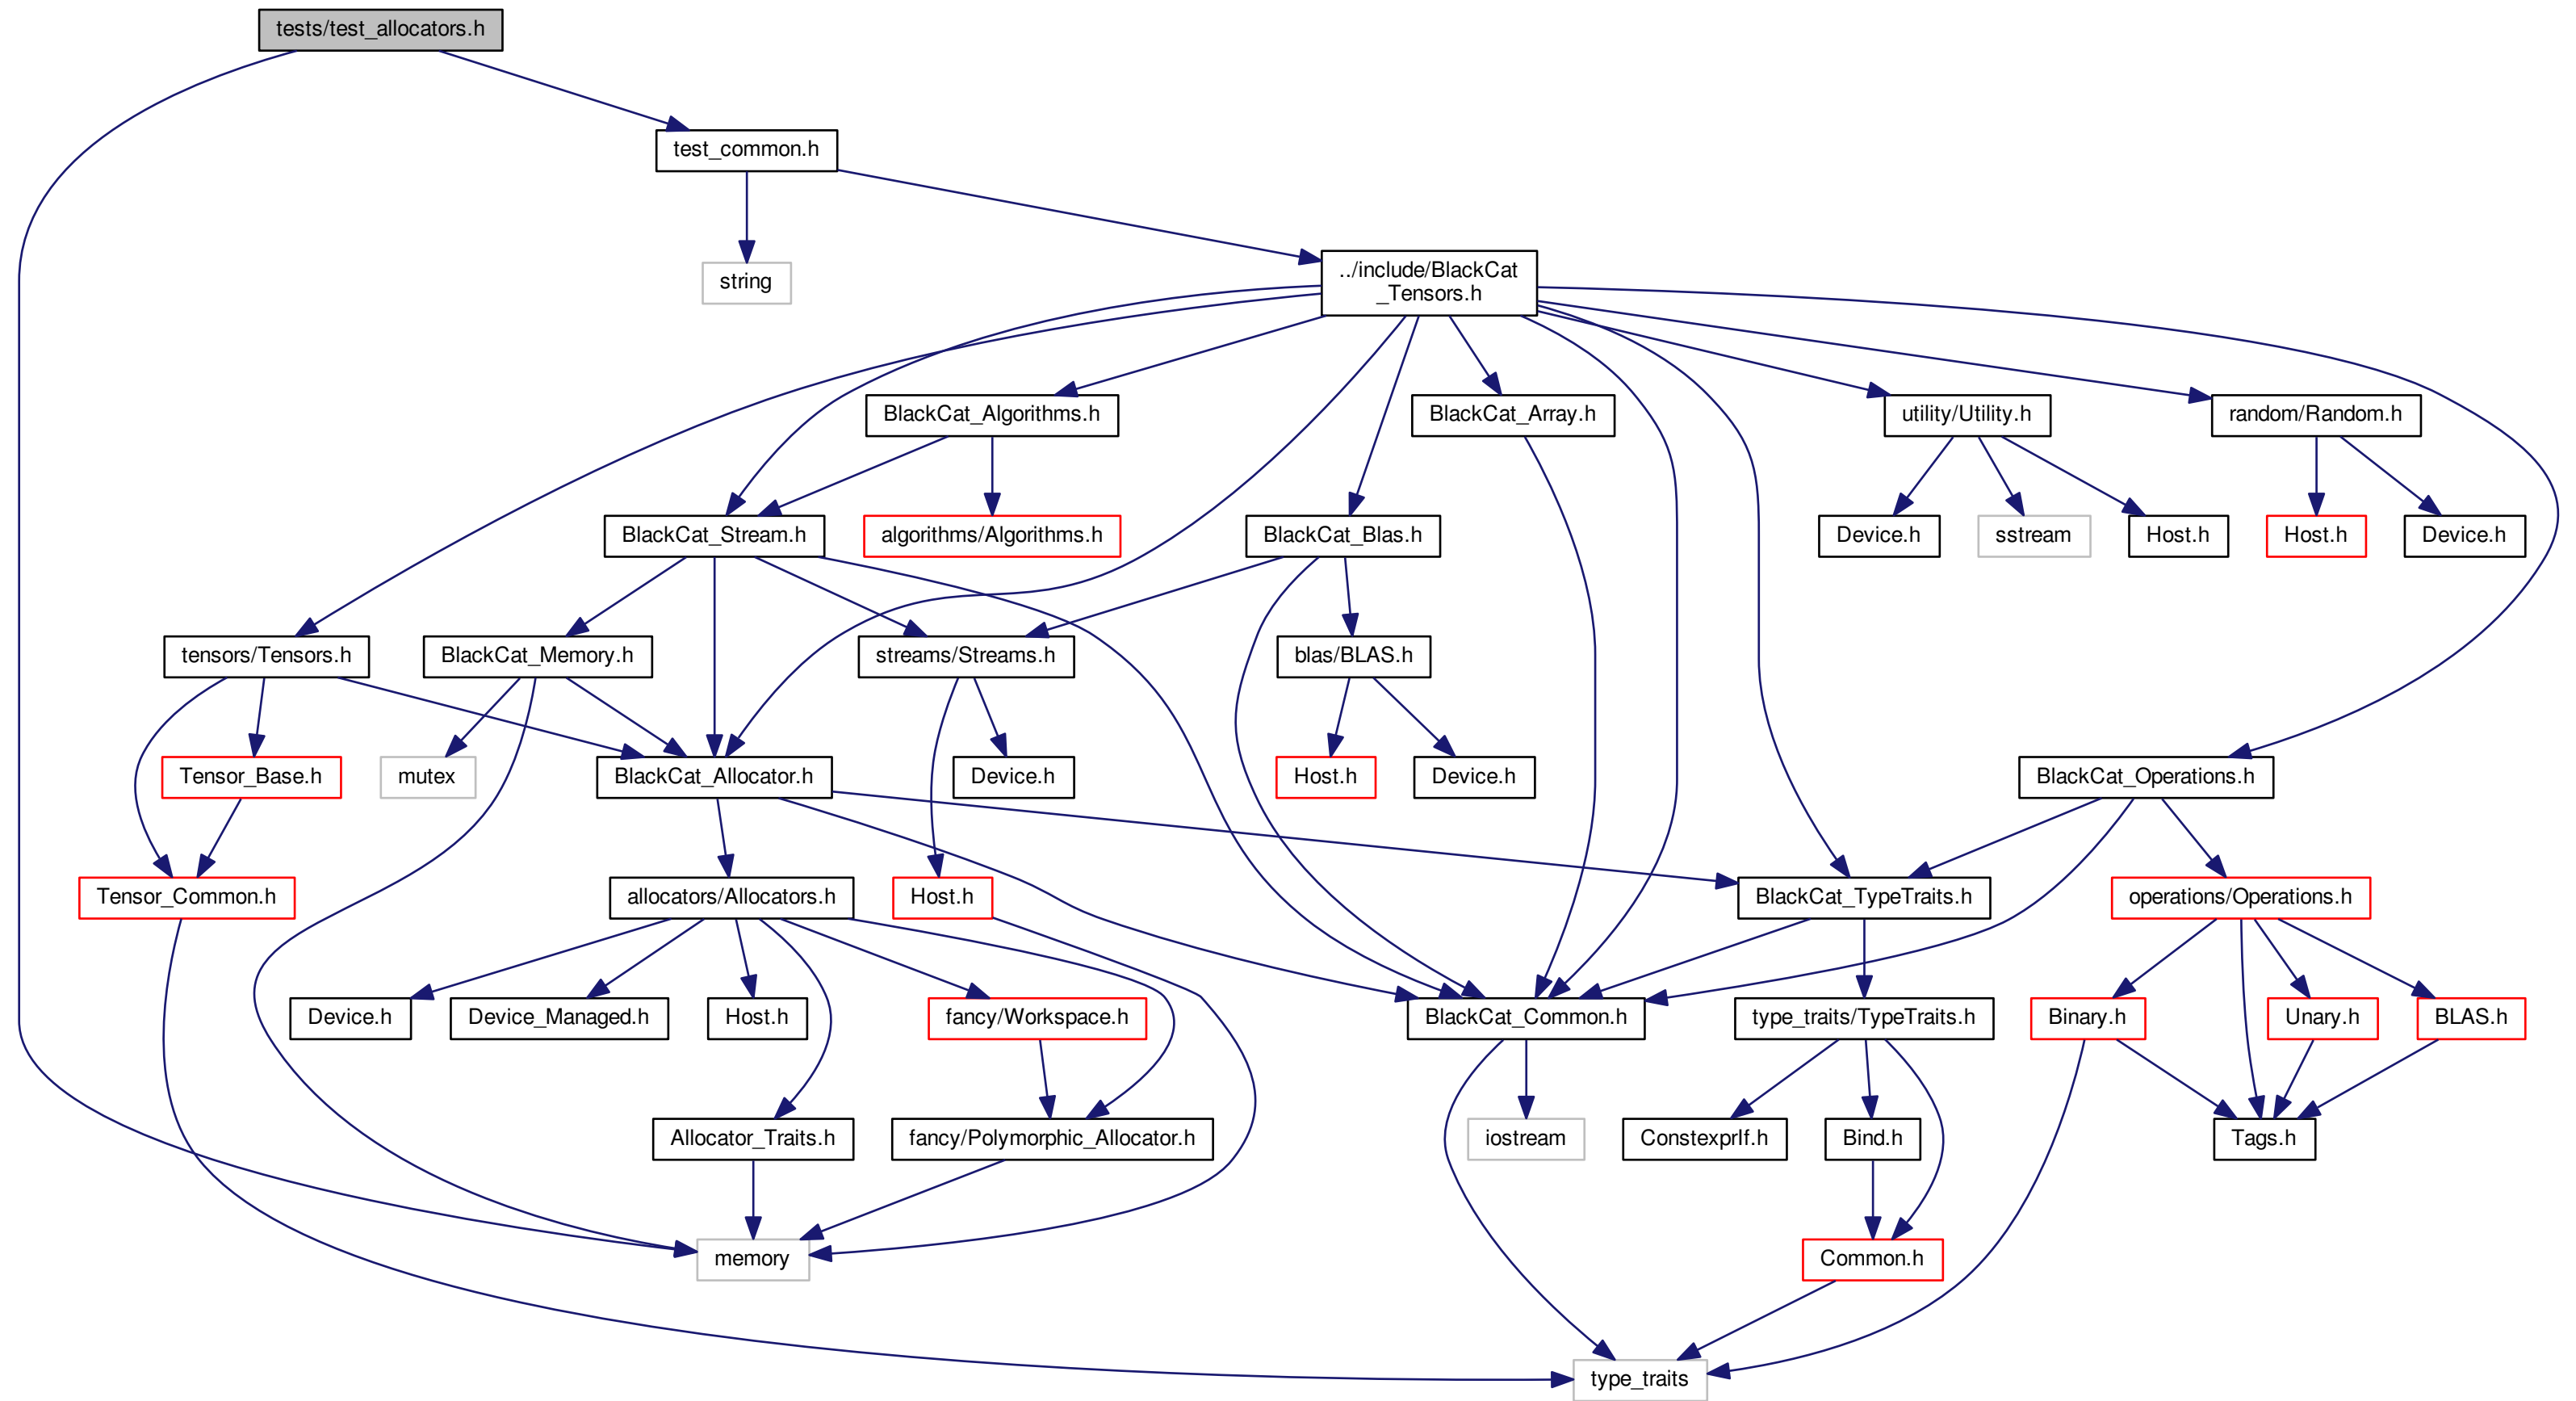 tests/test_allocators.h
test_common.h
string
../include/BlackCat
_Tensors.h
BlackCat_Algorithms.h
BlackCat_Array.h
utility/Utility.h
random/Random.h
BlackCat_Stream.h
algorithms/Algorithms.h
BlackCat_Blas.h
Device.h
sstream
Host.h
Host.h
Device.h
tensors/Tensors.h
BlackCat_Memory.h
streams/Streams.h
blas/BLAS.h
Tensor_Base.h
mutex
BlackCat_Allocator.h
Device.h
Host.h
Device.h
BlackCat_Operations.h
Tensor_Common.h
allocators/Allocators.h
Host.h
BlackCat_TypeTraits.h
operations/Operations.h
Device.h
Device_Managed.h
Host.h
fancy/Workspace.h
BlackCat_Common.h
type_traits/TypeTraits.h
Binary.h
Unary.h
BLAS.h
Allocator_Traits.h
fancy/Polymorphic_Allocator.h
iostream
ConstexprIf.h
Bind.h
Tags.h
memory
Common.h
type_traits